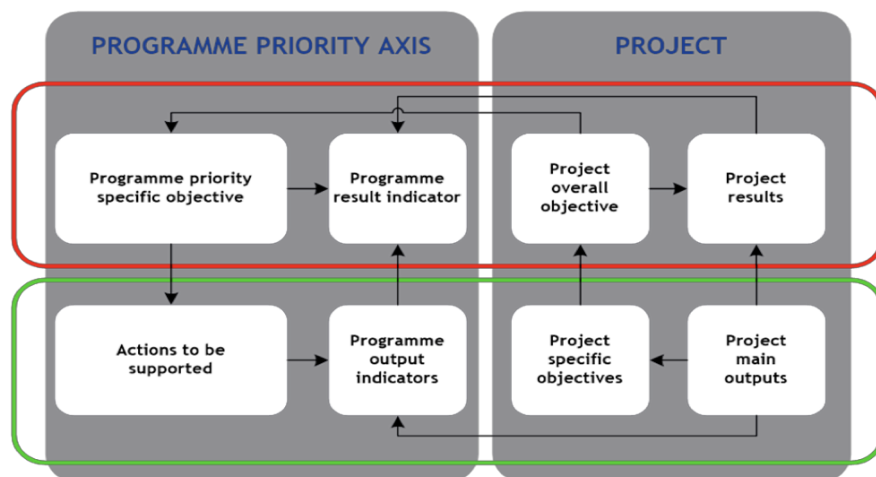 PROGRAMME PRIORITY AXIS
PROJECT
Programme priority
specific objective
Programme
result indicator
Project
overall
objective
Project
results
Actions to be
supported
Programme
output
indicators
Project
specific
objectives
Project
main
outputs